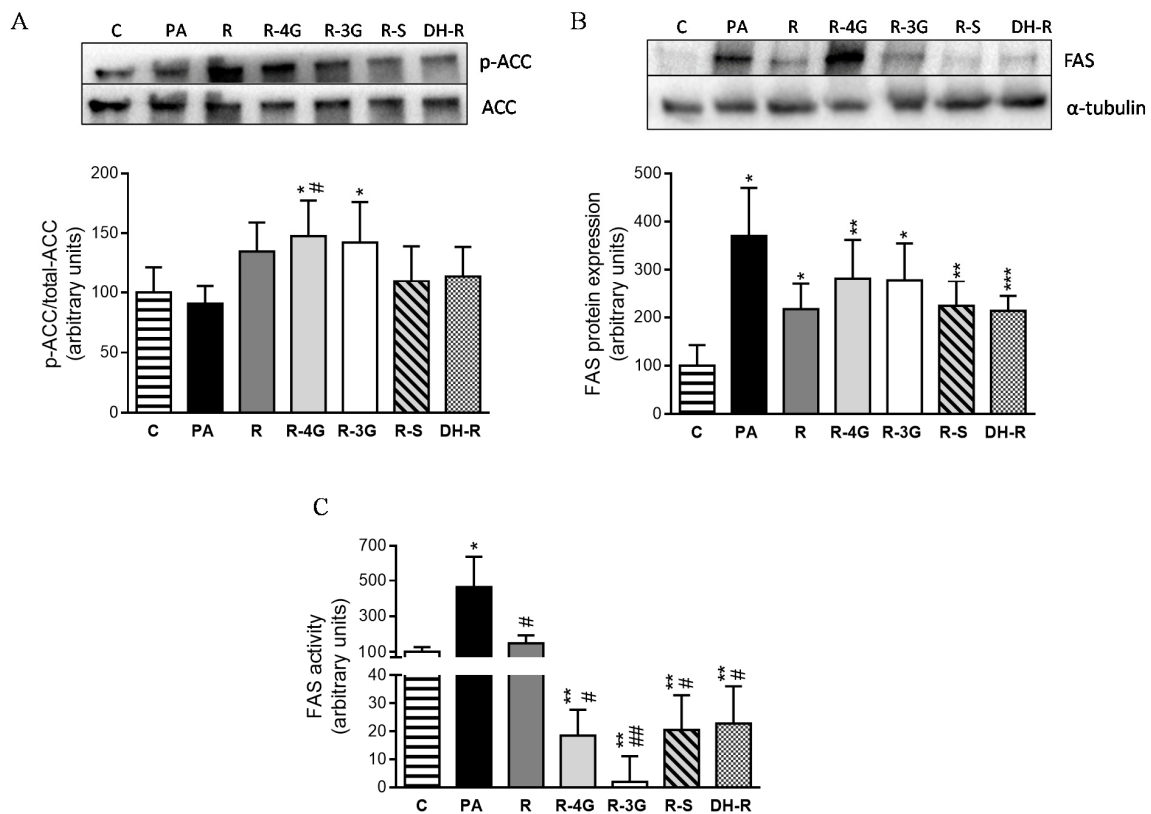 A
C PA R R-4G R-3G R-S DH-R
p-ACC
ACC
p-ACC/total-ACC
(arbitrary units)
200
150
100
50
0
* # *
C PA R R-4G R-3G R-S DH-R
B
C PA R R-4G R-3G R-S DH-R
FAS
α-tubulin
FAS protein expression
(arbitrary units)
500
400
300
200
100
0
* * ** * ** ***
C PA R R-4G R-3G R-S DH-R
C
FAS activity
(arbitrary units)
700
500
300
100
40
30
20
10
0
* # ** # ** ## ** # ** #
C PA R R-4G R-3G R-S DH-R